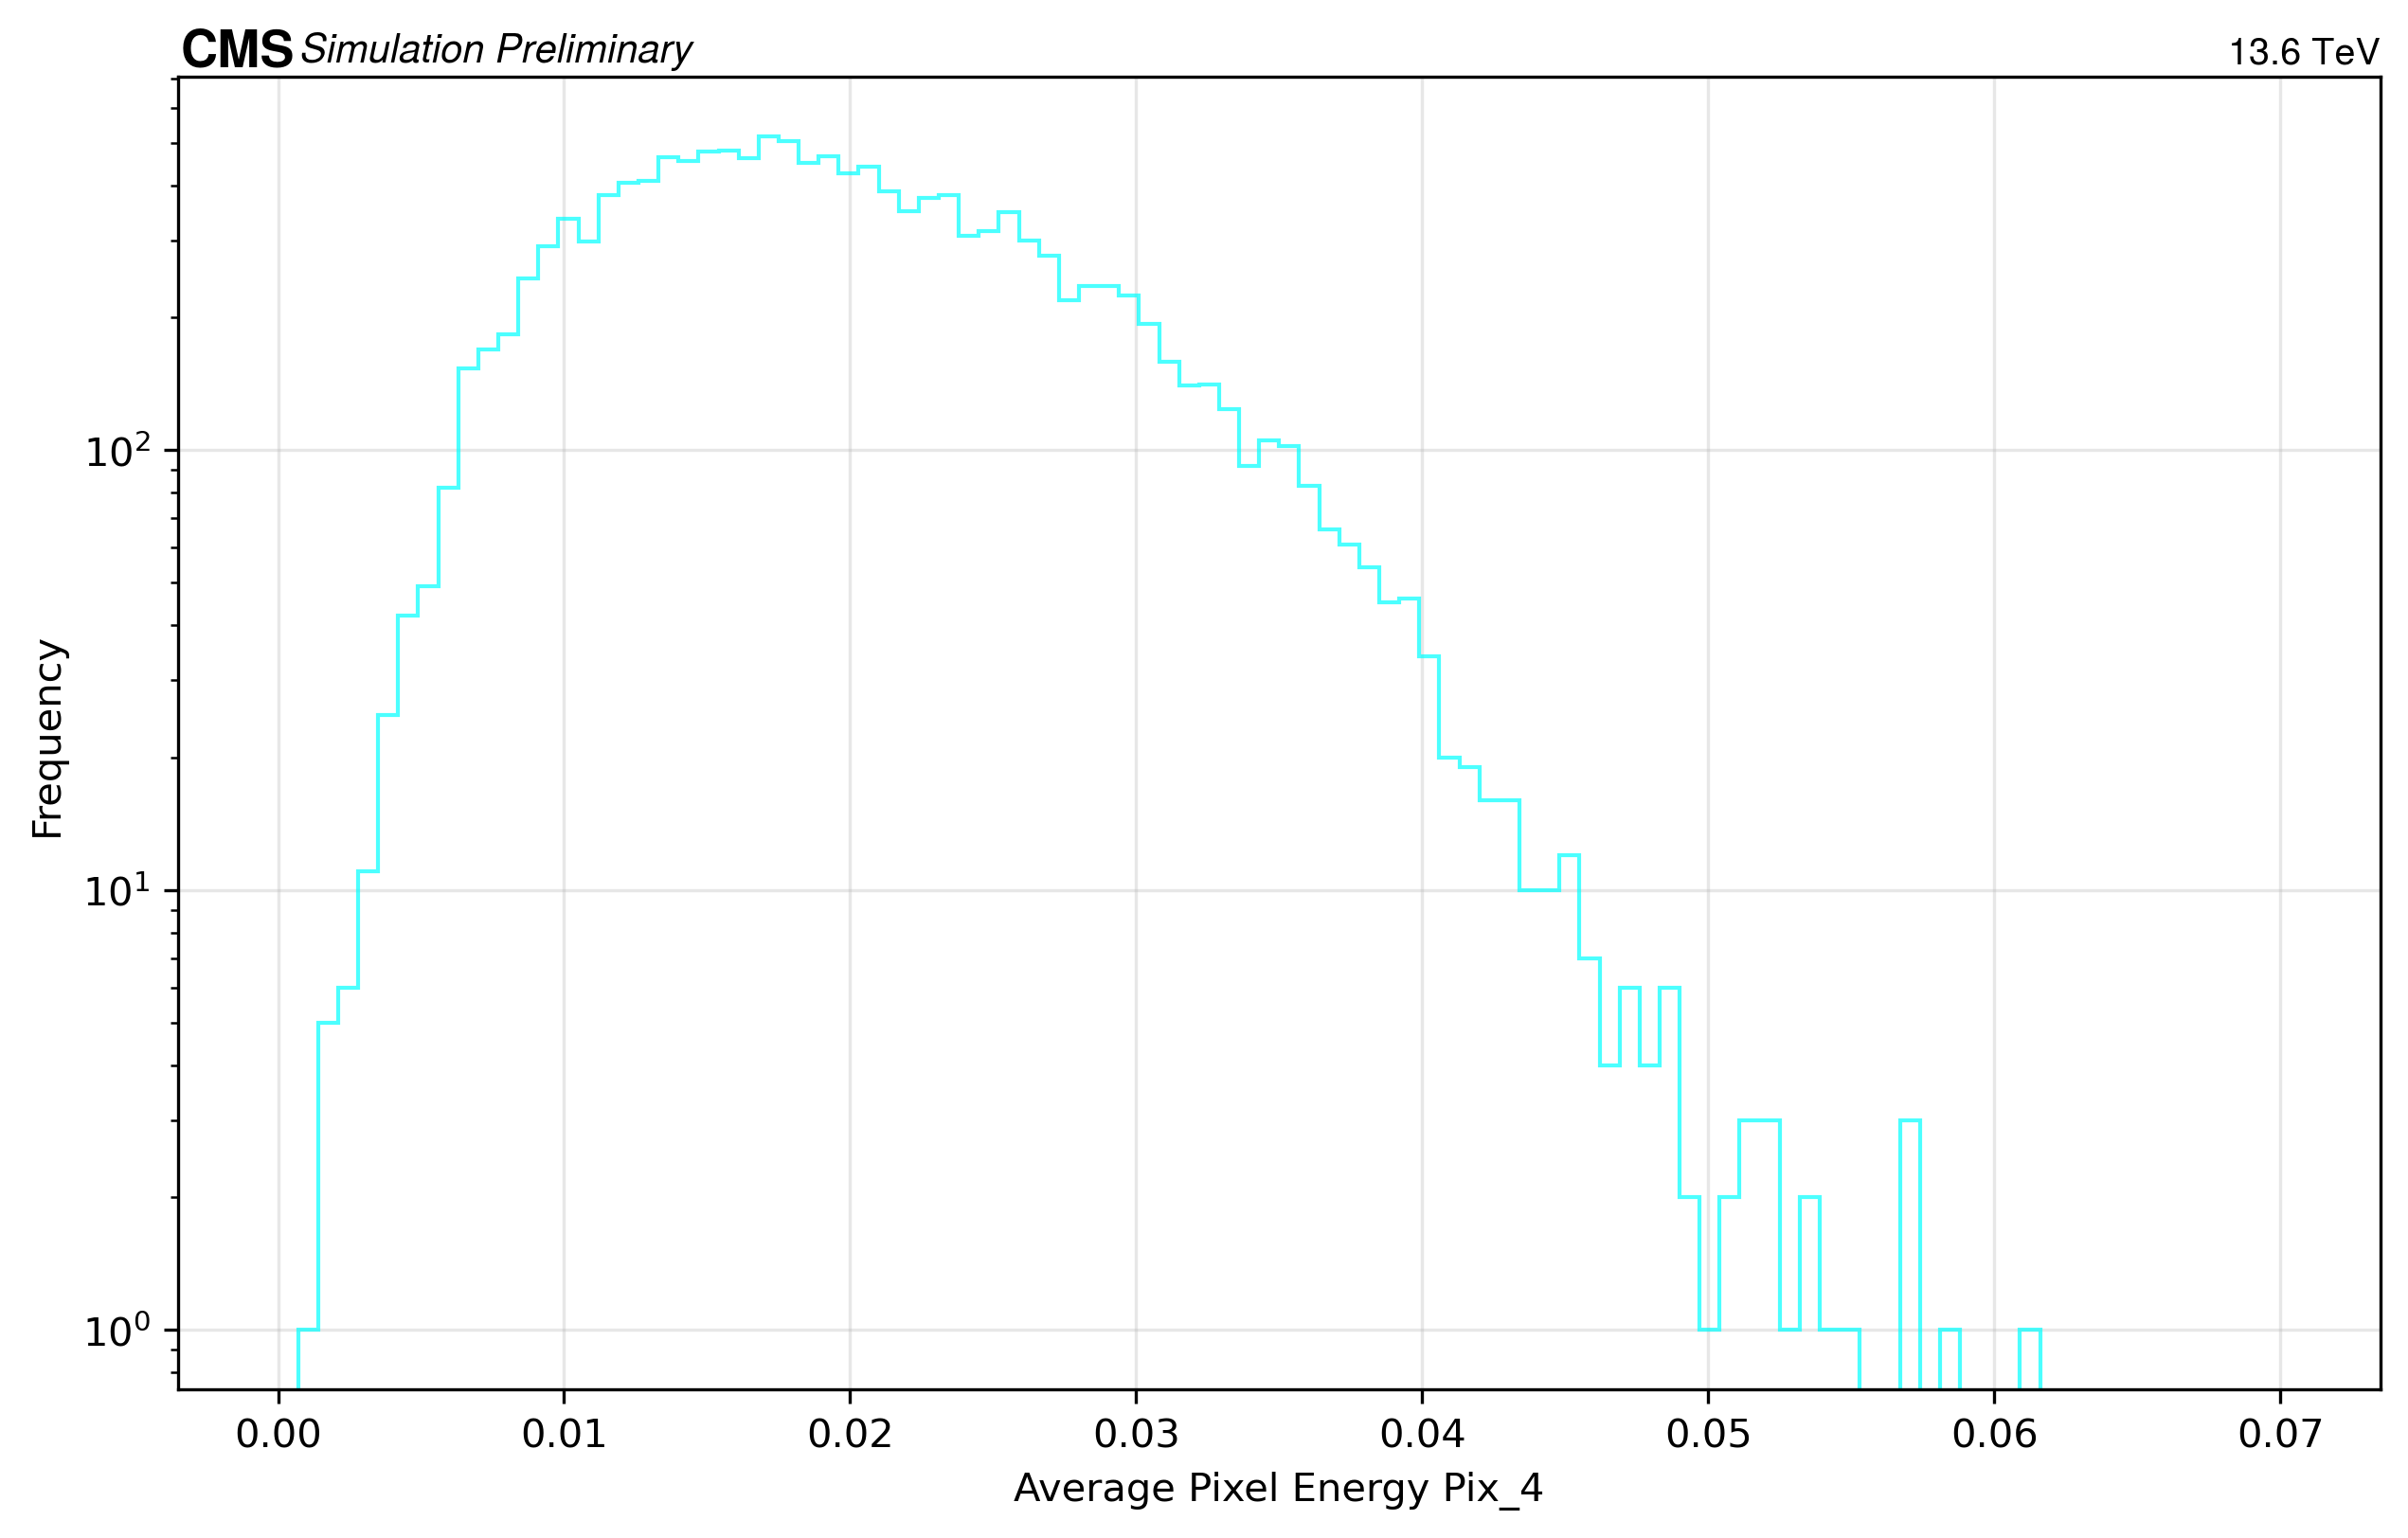 CMS Simulation Preliminary 13.6 TeV
Frequency
10²
10¹
10⁰
0.00 0.01 0.02 0.03 0.04 0.05 0.06 0.07
Average Pixel Energy Pix_4